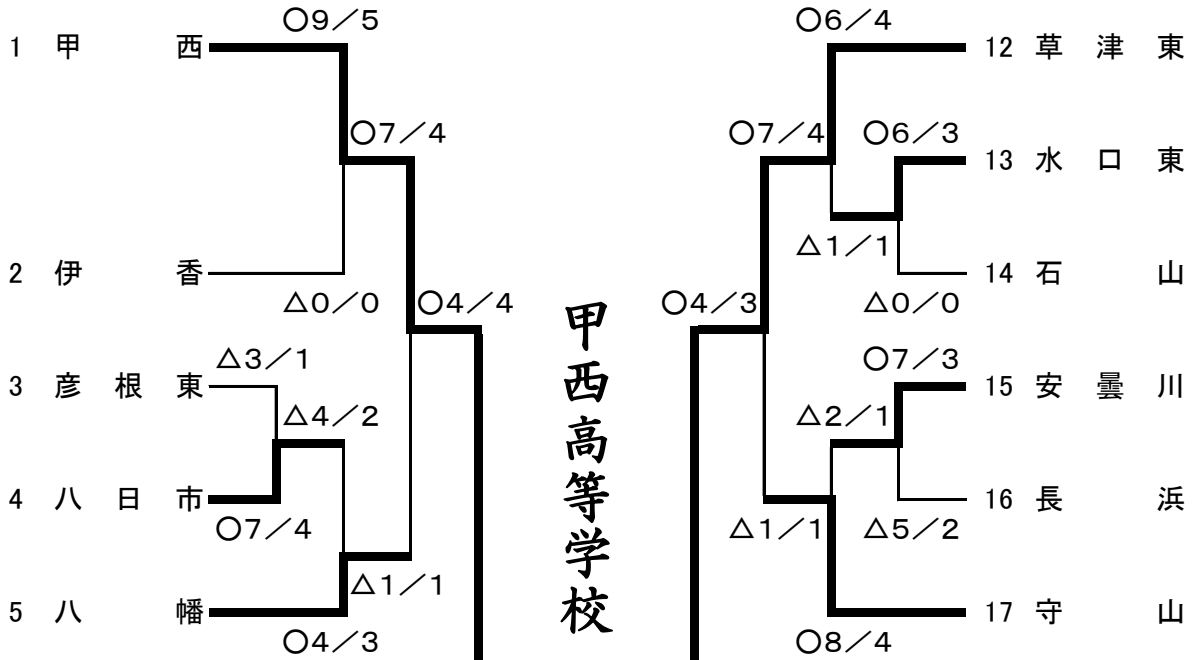 ○9／5
○6／4
1 甲西
12 草津東
○7／4
○7／4
○6／3
13 水口東
△1／1
2 伊香
14 石山
△0／0
○4／4
○4／3
△0／0
甲西高等学校
△3／1
○7／3
3 彦根東
15 安曇川
△4／2
△2／1
4 八日市
16 長浜
○7／4
△1／1
△5／2
△1／1
5 八幡
17 守山
○4／3
○8／4